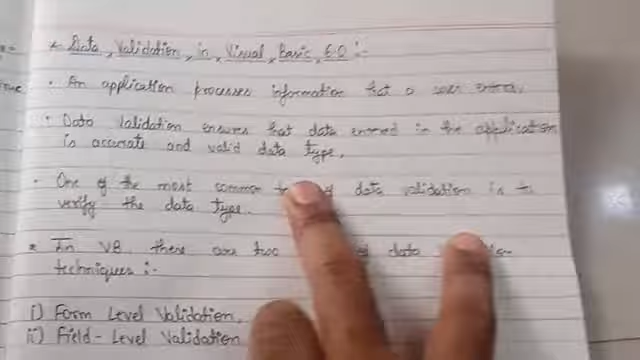 * Data Validation in Visual Basic 6.0 :-
• An application processes information that a user enters.
• Data Validation ensures that data entered in the application
is accurate and valid data type.
• One of the most common data validation is to
verify the data type.
* In VB there are two data
techniques :-
i) Form Level Validation.
ii) Field-Level Validation